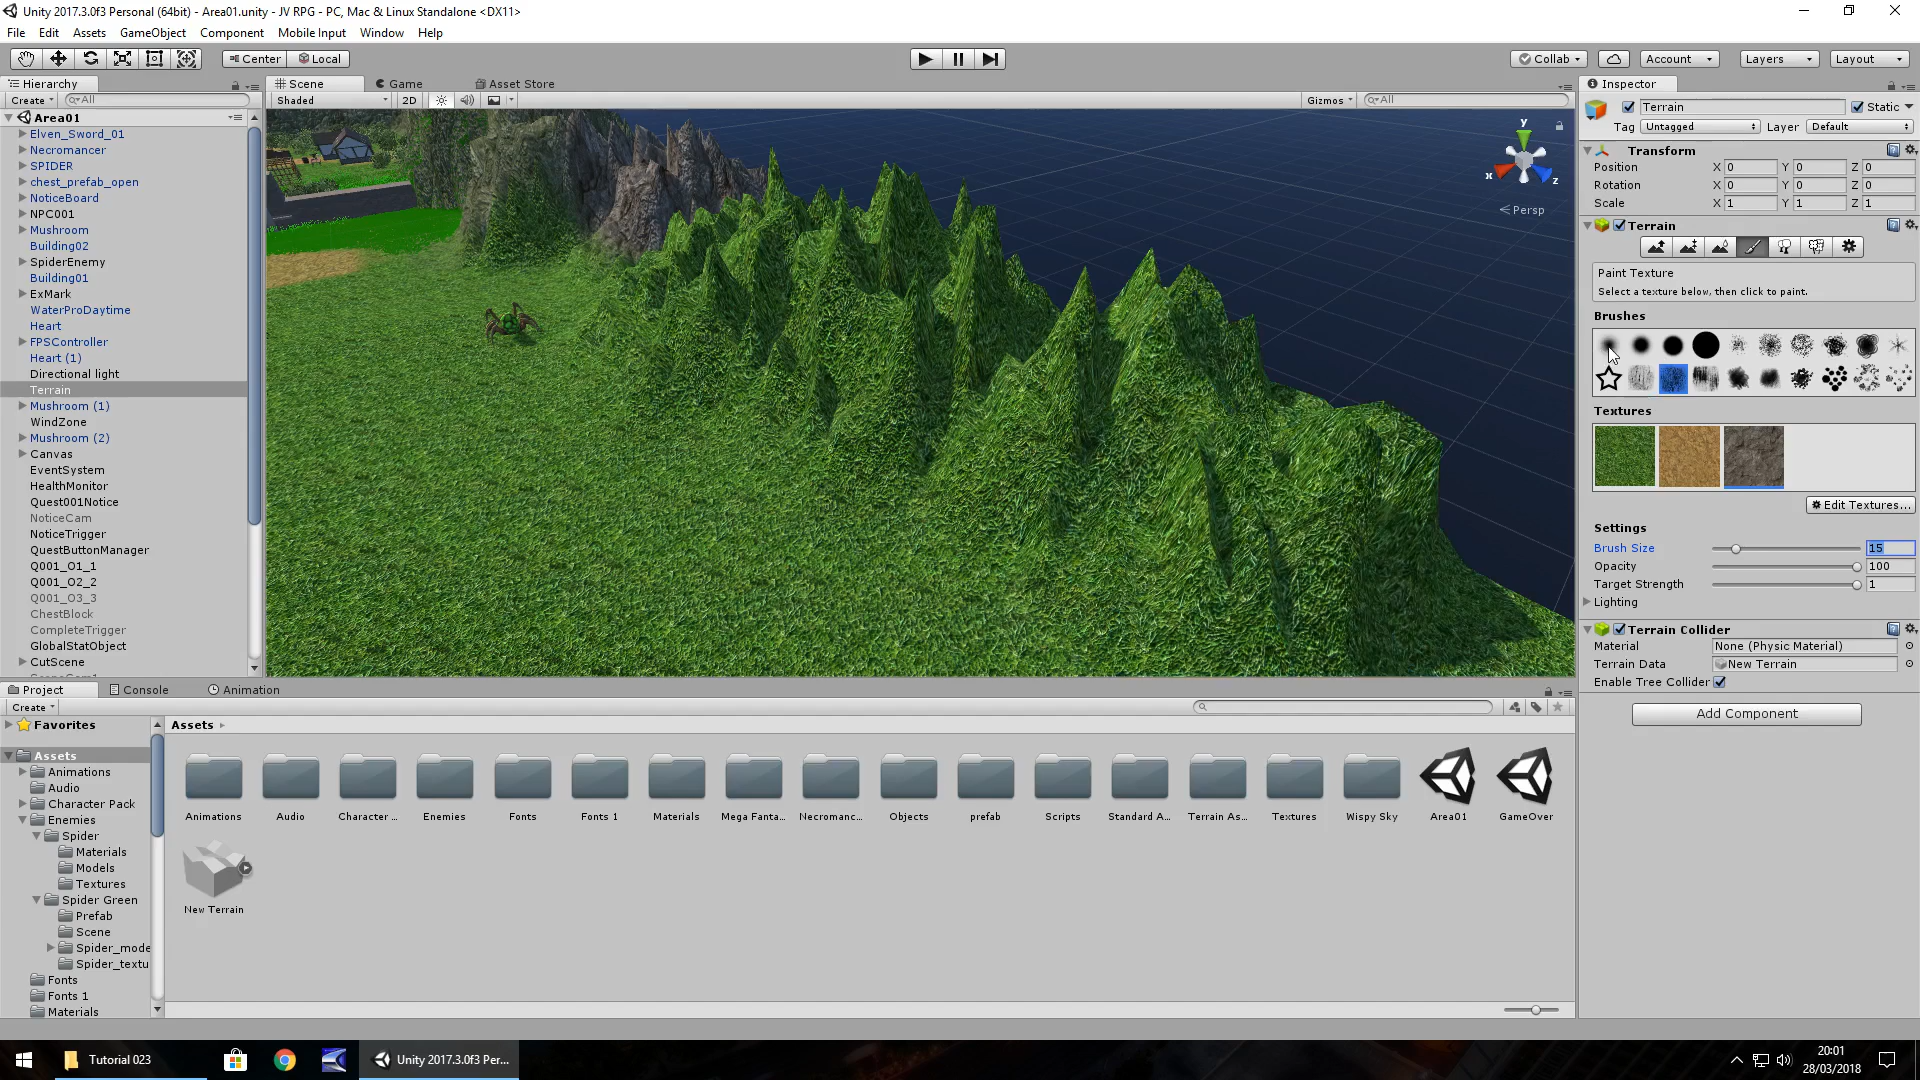 Unity 2017.3.0f3 Personal (64bit) - Area01.unity - JV RPG - PC, Mac & Linux Standalone <DX11>
File Edit Assets GameObject Component Mobile Input Window Help
Center Local Collab Account Layers Layout
Hierarchy
Create All
Area01
Elven_Sword_01
Necromancer
SPIDER
chest_prefab_open
NoticeBoard
NPC001
Mushroom
Building02
SpiderEnemy
Building01
ExMark
WaterProDaytime
Heart
FPSController
Heart (1)
Directional light
Terrain
Mushroom (1)
WindZone
Mushroom (2)
Canvas
EventSystem
HealthMonitor
Quest001Notice
NoticeCam
NoticeTrigger
QuestButtonManager
Q001_O1_1
Q001_O2_2
Q001_O3_3
ChestBlock
CompleteTrigger
GlobalStatObject
CutScene
Scene Game Asset Store
Shaded 2D Gizmos All
y
x
z
Persp
Inspector
Terrain Static
Tag Untagged Layer Default
Transform
Position X 0 Y 0 Z 0
Rotation X 0 Y 0 Z 0
Scale X 1 Y 1 Z 1
Terrain
Paint Texture
Select a texture below, then click to paint.
Brushes
Textures
Edit Textures...
Settings
Brush Size 15
Opacity 100
Target Strength 1
Lighting
Terrain Collider
Material None (Physic Material)
Terrain Data New Terrain
Enable Tree Collider
Add Component
Project Console Animation
Create
Favorites
Assets
Animations
Audio
Character Pack
Enemies
Spider
Materials
Models
Textures
Spider Green
Prefab
Scene
Spider_mode
Spider_textu
Fonts
Fonts 1
Materials
Assets
Animations Audio Character ... Enemies Fonts Fonts 1 Materials Mega Fanta... Necromanc... Objects prefab Scripts Standard A... Terrain As... Textures Wispy Sky Area01 GameOver
New Terrain
Tutorial 023
Unity 2017.3.0f3 Per...
20:01
28/03/2018